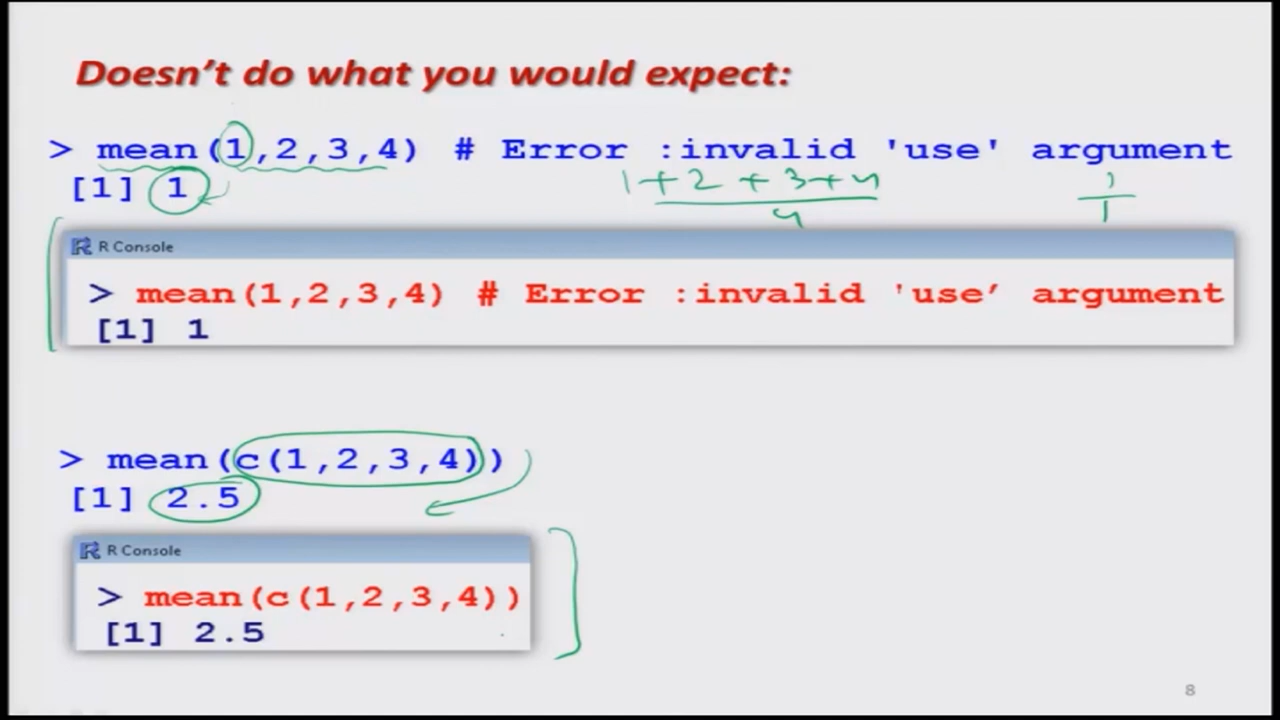 Doesn't do what you would expect:
> mean(1,2,3,4) # Error :invalid 'use' argument
[1] 1
1+2+3+4
4
1
1
R Console
> mean(1,2,3,4) # Error :invalid 'use’ argument
[1] 1
> mean(c(1,2,3,4))
[1] 2.5
R Console
> mean(c(1,2,3,4))
[1] 2.5
8